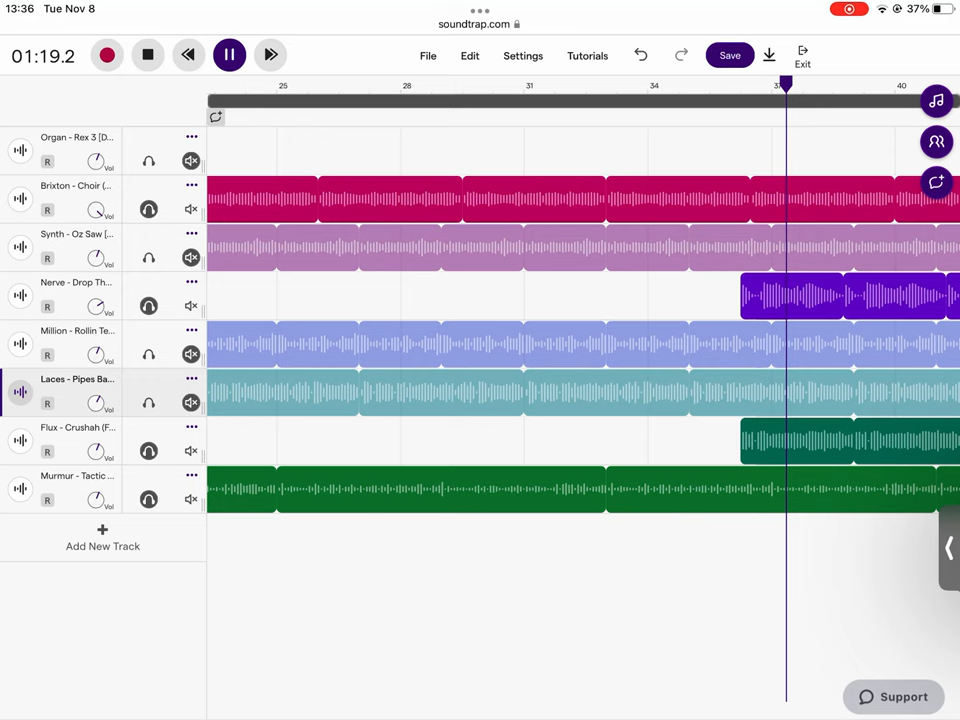 13:36 Tue Nov 8
37%
soundtrap.com
01:19.2
File Edit Settings Tutorials Save Exit
25 28 31 34 37 40
Organ - Rex 3 [D...
R Vol
Brixton - Choir (...
R Vol
Synth - Oz Saw [...
R Vol
Nerve - Drop Th...
R Vol
Million - Rollin Te...
R Vol
Laces - Pipes Ba...
R Vol
Flux - Crushah (F...
R Vol
Murmur - Tactic ...
R Vol
Add New Track
Support